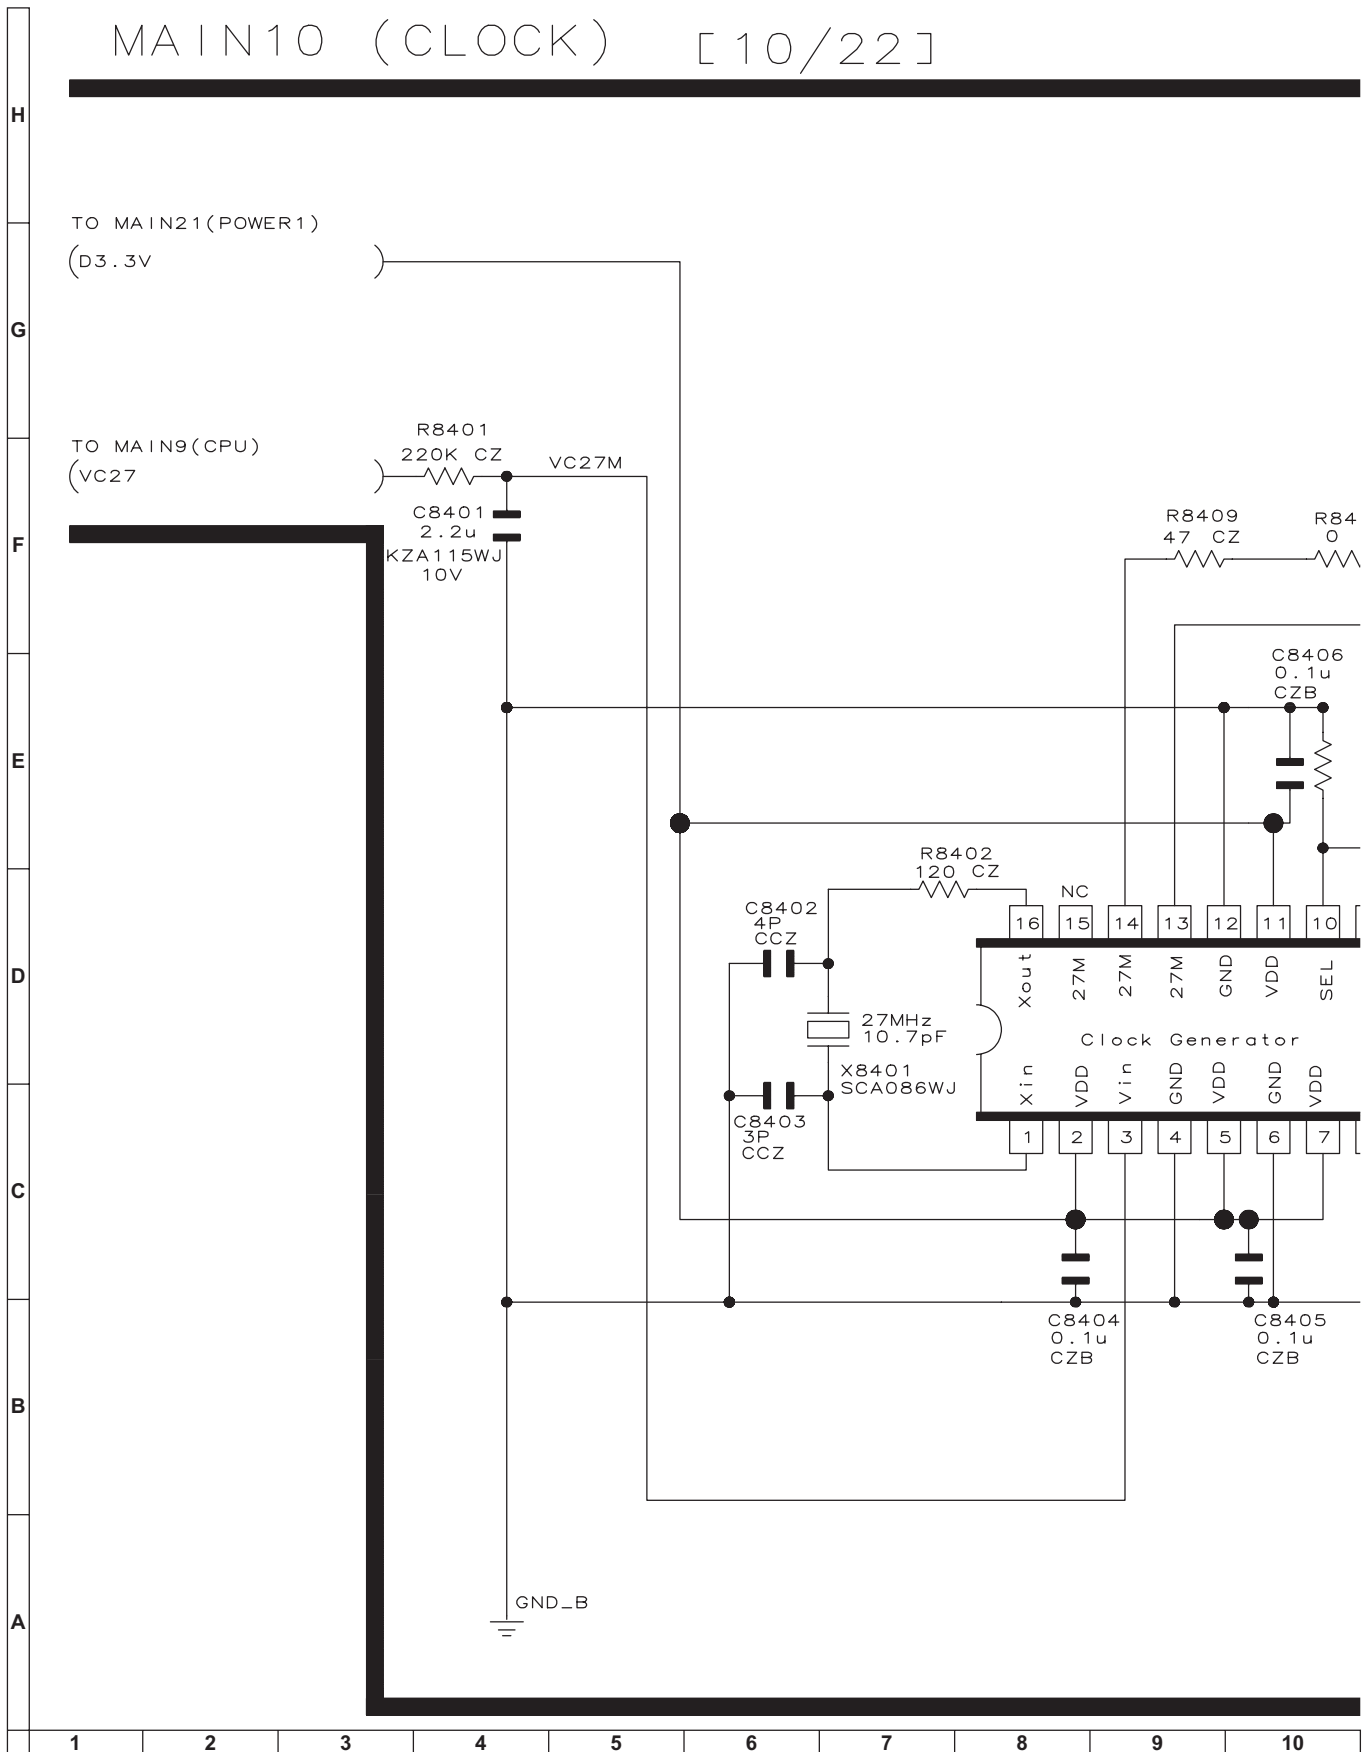 MAIN10 (CLOCK) [10/22]
H
TO MAIN21(POWER1)
(D3.3V )
G
TO MAIN9(CPU)
(VC27 )
R8401
220K CZ
VC27M
C8401
2.2u
KZA115WJ
10V
F
R8409
47 CZ
R84
0
C8406
0.1u
CZB
E
R8402
120 CZ
NC
C8402
4P
CCZ
16 15 14 13 12 11 10
D
Xout 27M 27M 27M GND VDD SEL
27MHz
10.7pF
Clock Generator
X8401
SCA086WJ
Xin VDD Vin GND VDD GND VDD
C8403
3P
CCZ
1 2 3 4 5 6 7
C
C8404
0.1u
CZB
C8405
0.1u
CZB
B
GND_B
A
1 2 3 4 5 6 7 8 9 10